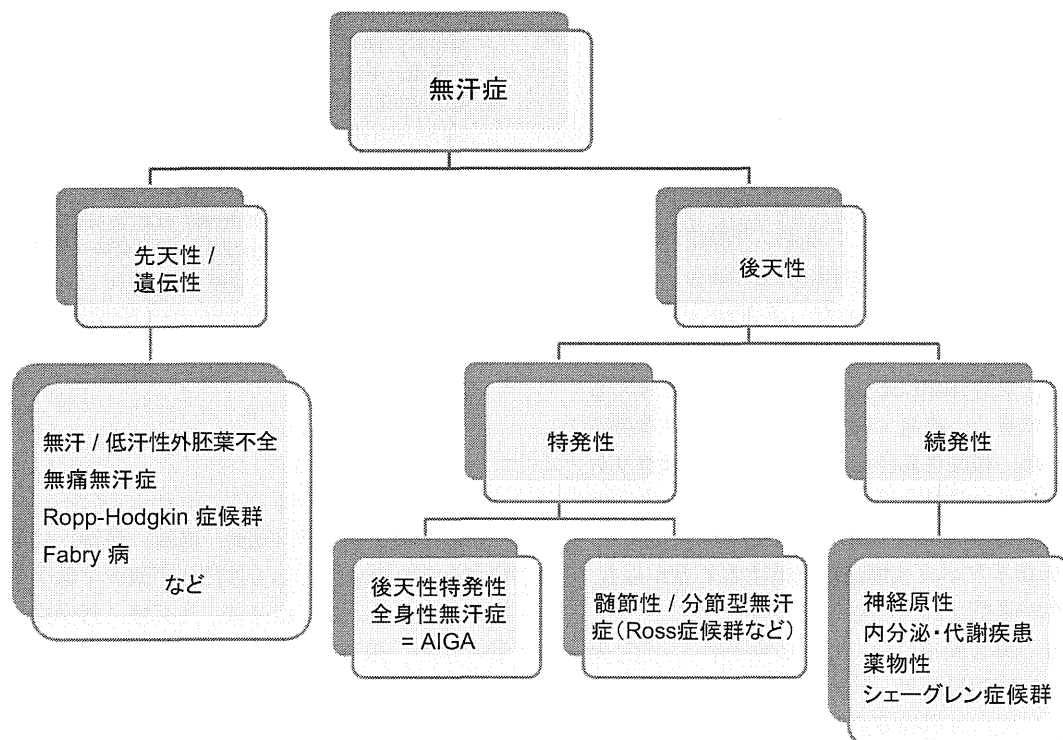 無汗症
先天性 /
遺伝性
後天性
無汗 / 低汗性外胚葉不全
無痛無汗症
Ropp-Hodgkin 症候群
Fabry 病
など
特発性
続発性
後天性特発性
全身性無汗症
= AIGA
髄節性 / 分節型無汗
症（Ross症候群など）
神経原性
内分泌・代謝疾患
薬物性
シェーグレン症候群